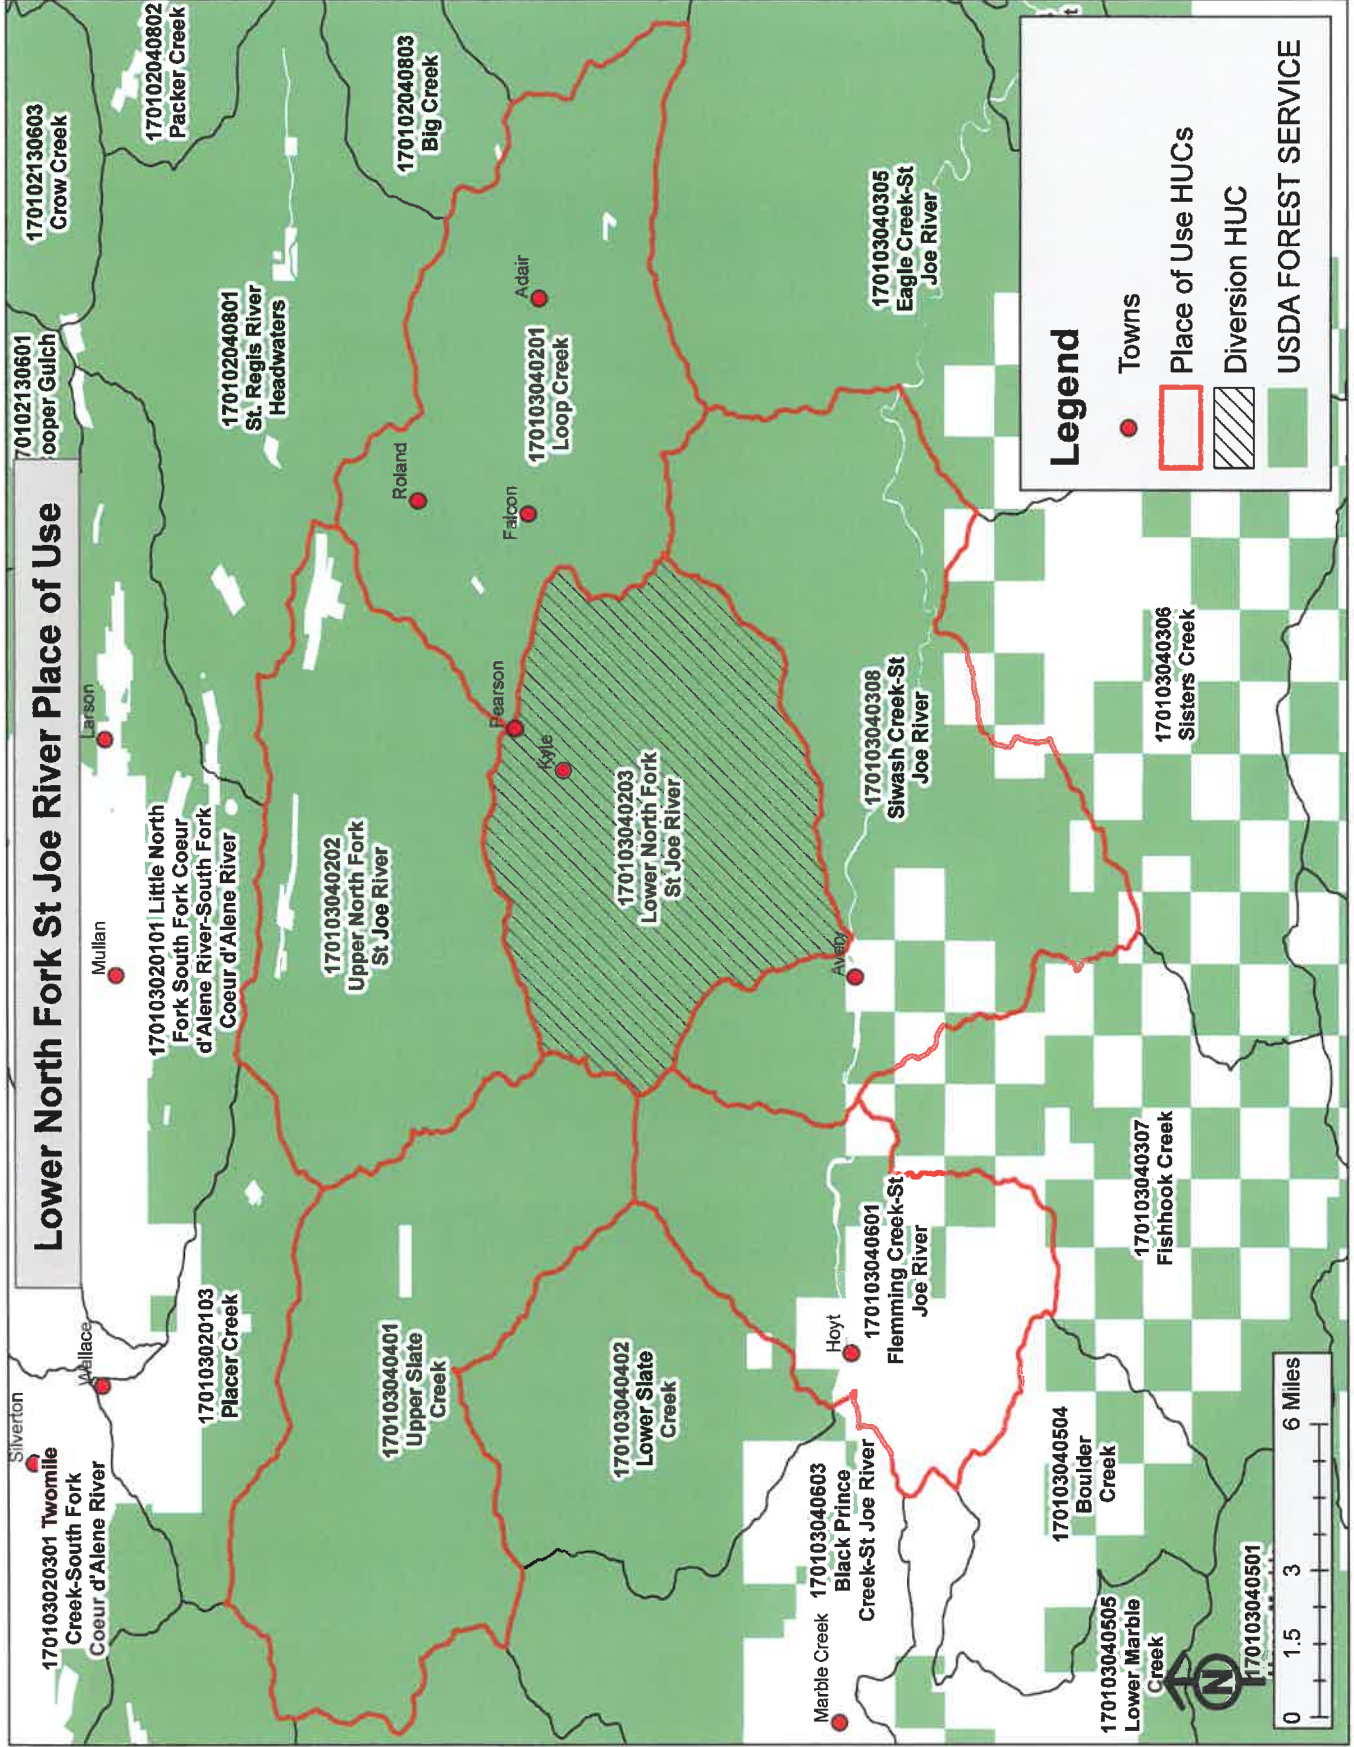 Lower North Fork St Joe River Place of Use
Silverton
170103020301 Twomile
Creek-South Fork
Coeur d'Alene River
Wallace
Mullan
Larson
70102130601
ooper Gulch
170102130603
Crow Creek
170102040802
Packer Creek
170103020103
Placer Creek
170103020101 Little North
Fork South Fork Coeur
d'Alene River-South Fork
Coeur d'Alene River
170102040801
St. Regis River
Headwaters
170102040803
Big Creek
170103040401
Upper Slate
Creek
170103040202
Upper North Fork
St Joe River
Roland
Falcon
Adair
170103040201
Loop Creek
Pearson
Kyle
170103040402
Lower Slate
Creek
170103040203
Lower North Fork
St Joe River
Marble Creek
170103040603
Black Prince
Creek-St Joe River
Hoyt
170103040601
Flemming Creek-St
Joe River
Avery
170103040308
Siwash Creek-St
Joe River
170103040305
Eagle Creek-St
Joe River
170103040504
Boulder
Creek
170103040505
Lower Marble
Creek
170103040307
Fishhook Creek
170103040306
Sisters Creek
170103040501
N
0 1.5 3 6 Miles
Legend
Towns
Place of Use HUCs
Diversion HUC
USDA FOREST SERVICE